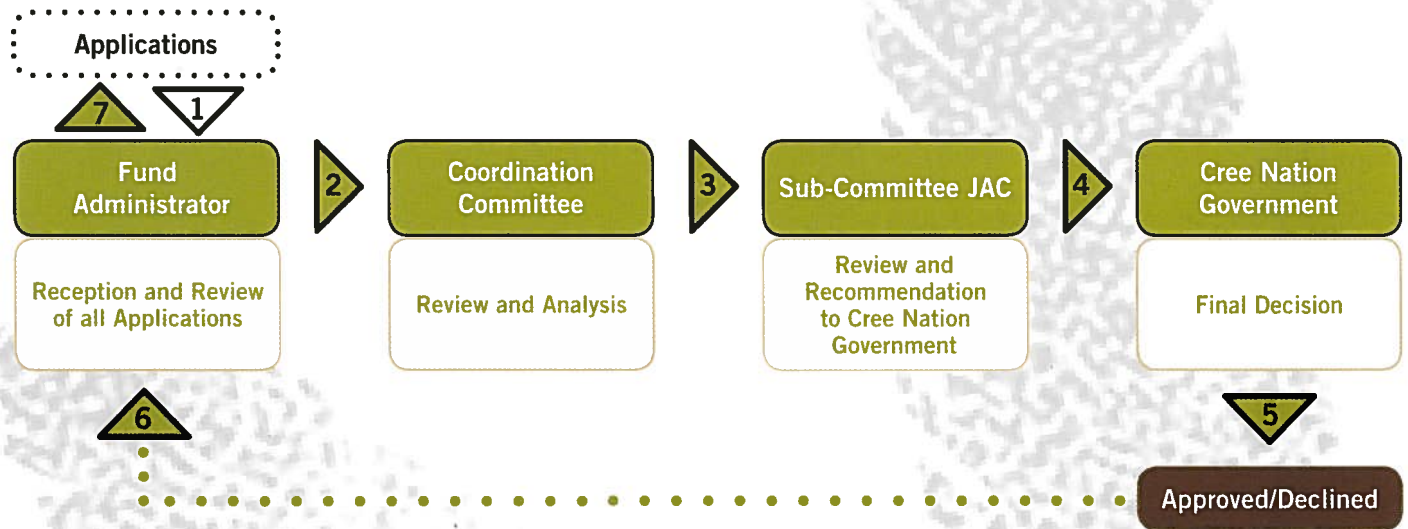 Applications
7
1
Fund
Administrator
2
Coordination
Committee
3
Sub-Committee JAC
4
Cree Nation
Government
Reception and Review
of all Applications
Review and Analysis
Review and
Recommendation
to Cree Nation
Government
Final Decision
6
5
Approved/Declined